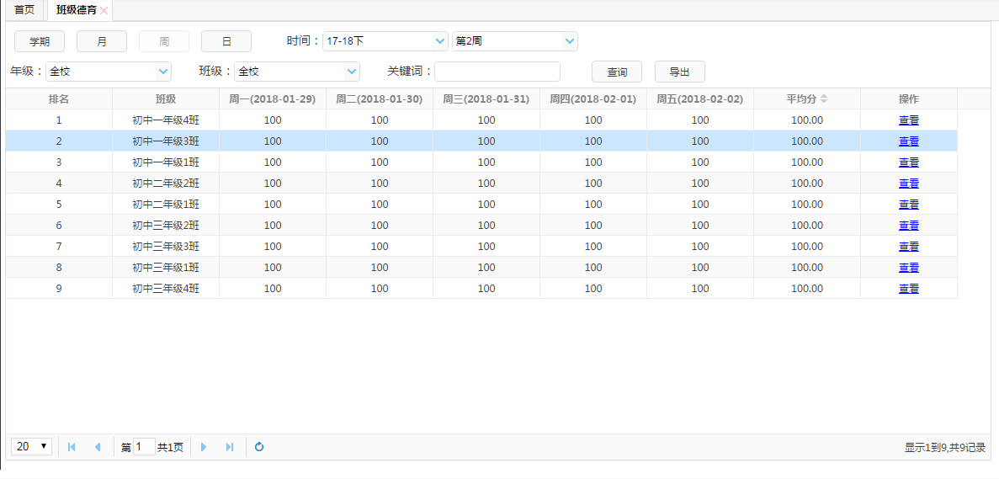 首页 班级德育
学期 月 周 日 时间： 17-18下 第2周
年级： 全校 班级： 全校 关键词： 查询 导出
排名 班级 周一(2018-01-29) 周二(2018-01-30) 周三(2018-01-31) 周四(2018-02-01) 周五(2018-02-02) 平均分 操作
1 初中一年级4班 100 100 100 100 100 100.00 查看
2 初中一年级3班 100 100 100 100 100 100.00 查看
3 初中一年级1班 100 100 100 100 100 100.00 查看
4 初中二年级2班 100 100 100 100 100 100.00 查看
5 初中二年级1班 100 100 100 100 100 100.00 查看
6 初中三年级2班 100 100 100 100 100 100.00 查看
7 初中三年级3班 100 100 100 100 100 100.00 查看
8 初中三年级1班 100 100 100 100 100 100.00 查看
9 初中三年级4班 100 100 100 100 100 100.00 查看
20 第 1 共1页 显示1到9,共9记录